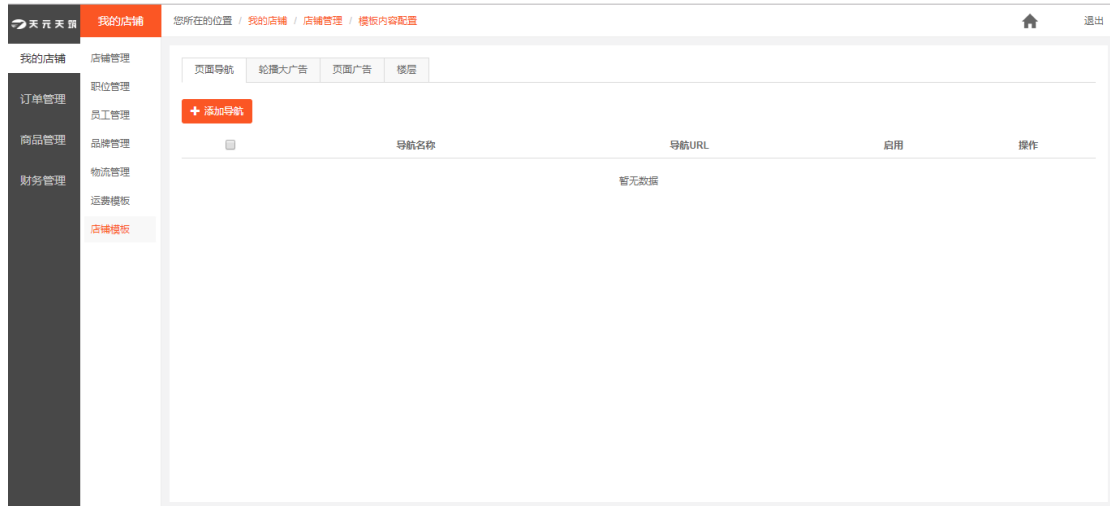 天元天筑 我的店铺 您所在的位置 / 我的店铺 / 店铺管理 / 模板内容配置 退出
我的店铺
订单管理
商品管理
财务管理
店铺管理
职位管理
员工管理
品牌管理
物流管理
运费模板
店铺模板
页面导航 轮播大广告 页面广告 楼层
+ 添加导航
导航名称 导航URL 启用 操作
暂无数据